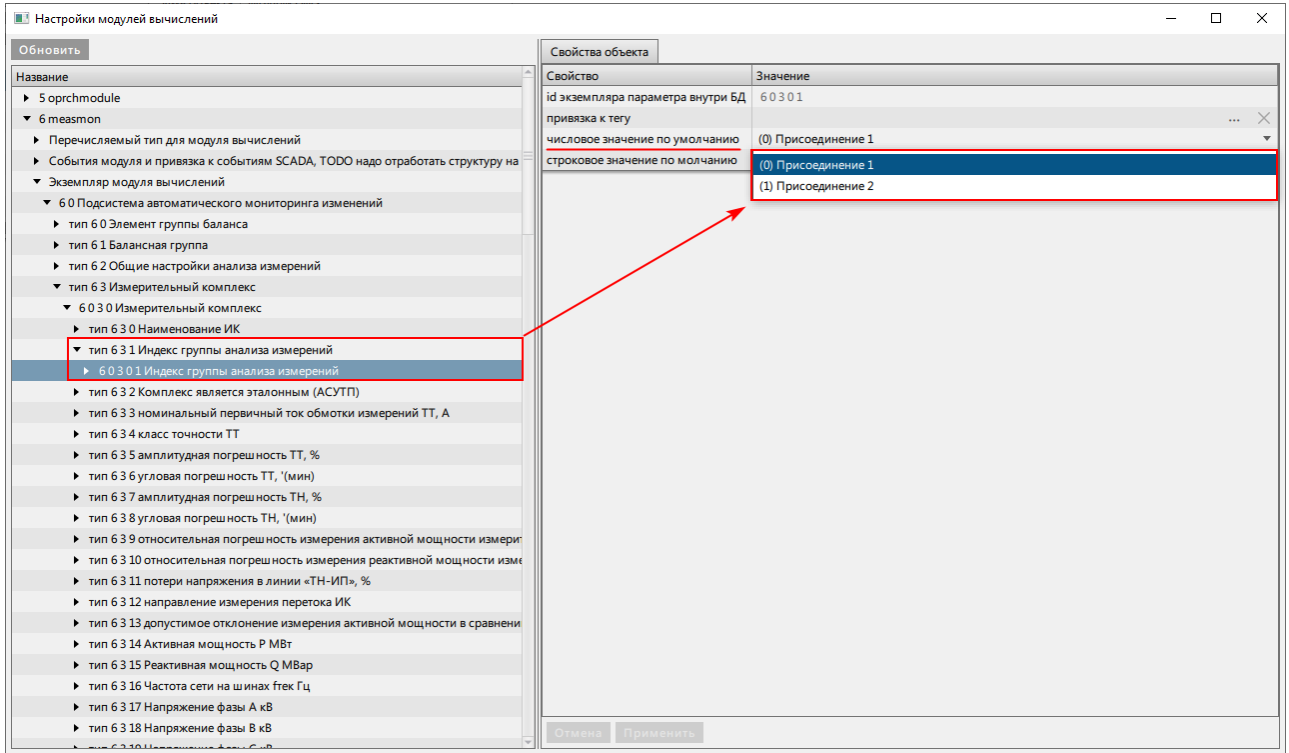 Настройки модулей вычислений
Обновить
Название
5 oprchmodule
6 measmon
Перечисляемый тип для модуля вычислений
События модуля и привязка к событиям SCADA, TODO надо отработать структуру на
Экземпляр модуля вычислений
6 0 Подсистема автоматического мониторинга изменений
тип 6 0 Элемент группы баланса
тип 6 1 Балансная группа
тип 6 2 Общие настройки анализа измерений
тип 6 3 Измерительный комплекс
6 0 3 0 Измерительный комплекс
тип 6 3 0 Наименование ИК
тип 6 3 1 Индекс группы анализа измерений
6 0 3 0 1 Индекс группы анализа измерений
тип 6 3 2 Комплекс является эталонным (АСУТП)
тип 6 3 3 номинальный первичный ток обмотки измерений ТТ, А
тип 6 3 4 класс точности ТТ
тип 6 3 5 амплитудная погрешность ТТ, %
тип 6 3 6 угловая погрешность ТТ, '(мин)
тип 6 3 7 амплитудная погрешность ТН, %
тип 6 3 8 угловая погрешность ТН, '(мин)
тип 6 3 9 относительная погрешность измерения активной мощности измерит
тип 6 3 10 относительная погрешность измерения реактивной мощности изме
тип 6 3 11 потери напряжения в линии «ТН-ИП», %
тип 6 3 12 направление измерения перетока ИК
тип 6 3 13 допустимое отклонение измерения активной мощности в сравнени
тип 6 3 14 Активная мощность P МВт
тип 6 3 15 Реактивная мощность Q МВар
тип 6 3 16 Частота сети на шинах fтек Гц
тип 6 3 17 Напряжение фазы А кВ
тип 6 3 18 Напряжение фазы В кВ
тип 6 3 19 Напряжение фазы С кВ
Свойства объекта
Свойство Значение
id экземпляра параметра внутри БД 6 0 3 0 1
привязка к тегу ...
числовое значение по умолчанию (0) Присоединение 1
строковое значение по молчанию
(0) Присоединение 1
(1) Присоединение 2
Отмена Применить